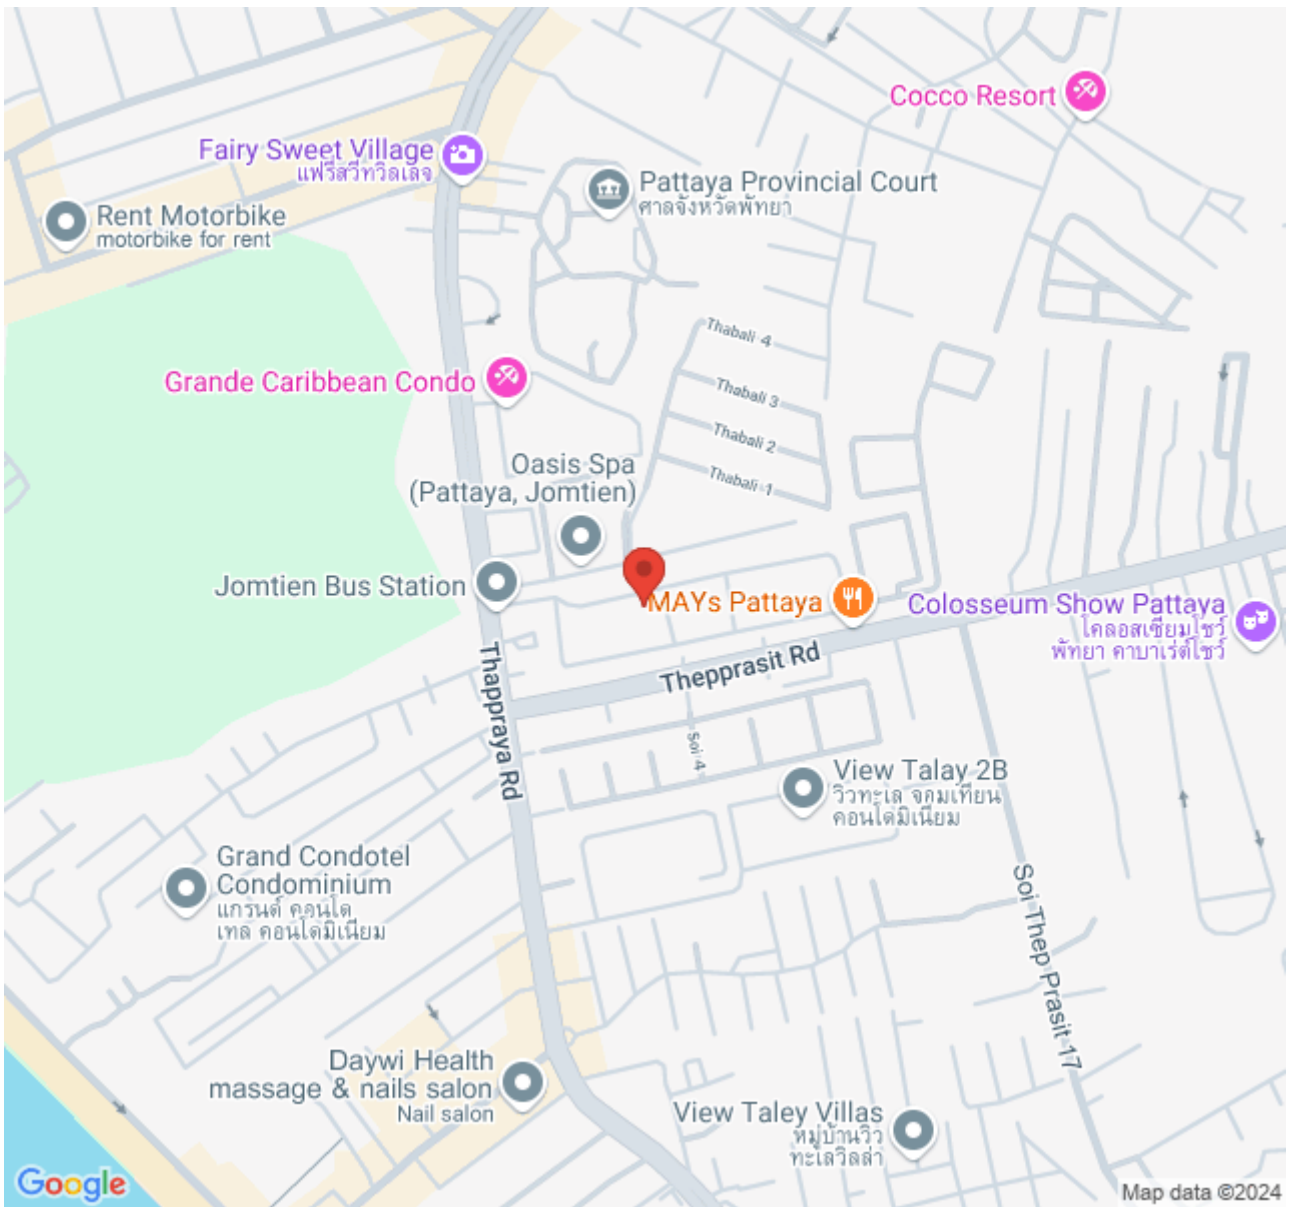 Cocco Resort
Fairy Sweet Village
แฟรีสวีทวิลเลจ
Pattaya Provincial Court
ศาลจังหวัดพัทยา
Rent Motorbike
motorbike for rent
Thabali 4
Grande Caribbean Condo
Thabali 3
Thabali 2
Oasis Spa
(Pattaya, Jomtien)
Thabali 1
Jomtien Bus Station
MAYs Pattaya
Colosseum Show Pattaya
โคลอสเซียมโชว์
พัทยา คาบาเร่ต์โชว์
Thepprasit Rd
Thappraya Rd
Soi 4
View Talay 2B
วิวทะเล จอมเทียน
คอนโดมิเนียม
Grand Condotel
Condominium
แกรนด์ คอนโด
เทล คอนโดมิเนียม
Soi Thep Prasit 17
Daywi Health
massage & nails salon
Nail salon
View Taley Villas
หมู่บ้านวิว
ทะเลวิลล่า
Google
Map data ©2024